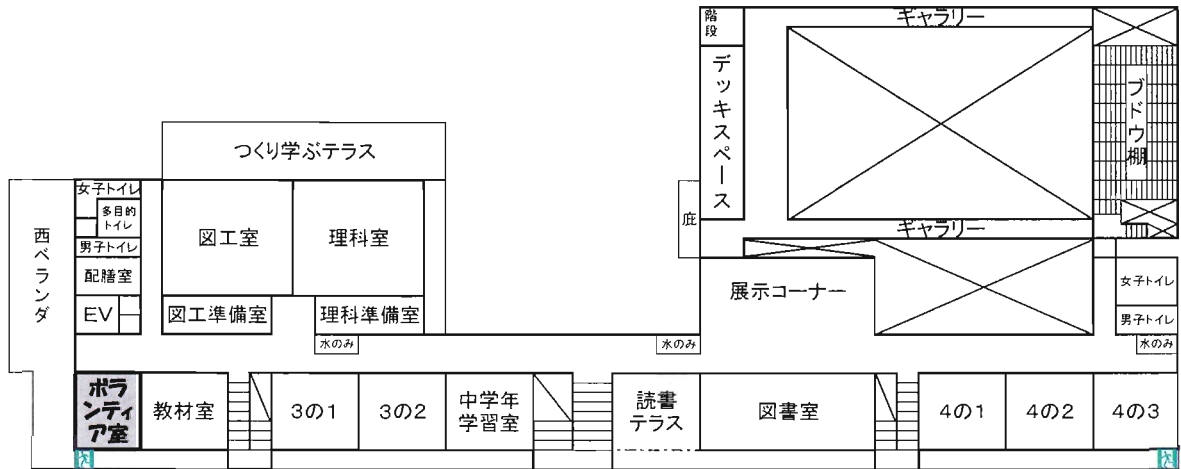 階
段
ギャラリー
デッキスペース
ブドウ棚
つくり学ぶテラス
女子トイレ
多目的
トイレ
男子トイレ
配膳室
EV
西ベランダ
図工室
理科室
図工準備室
理科準備室
庇
ギャラリー
展示コーナー
女子トイレ
男子トイレ
水のみ
水のみ
水のみ
ボラ
ンティ
ア室
教材室
3の1
3の2
中学年
学習室
読書
テラス
図書室
4の1
4の2
4の3